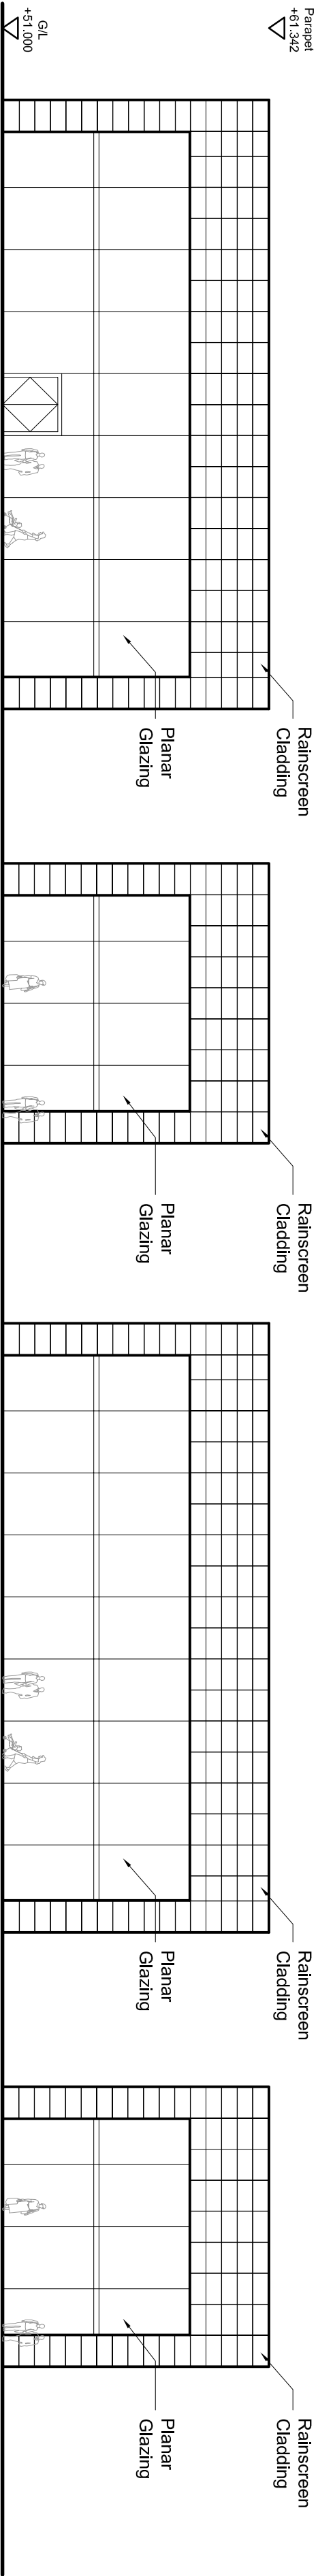 Parapet
+61.342
G/L
+51.000
Rainscreen
Cladding
Planar
Glazing
Rainscreen
Cladding
Planar
Glazing
Rainscreen
Cladding
Planar
Glazing
Rainscreen
Cladding
Planar
Glazing